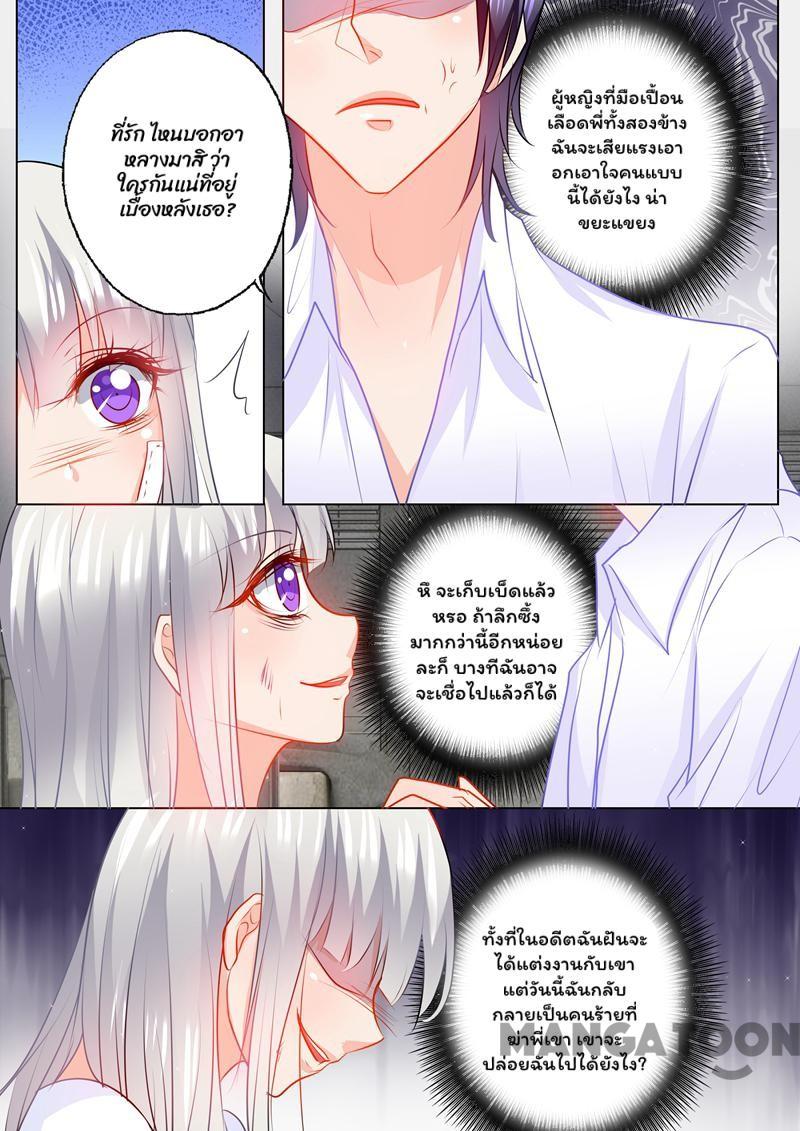 ที่รัก ไหนบอกอา
หลางมาสิ ว่า
ใครกันแน่ที่อยู่
เบื้องหลังเธอ?
ผู้หญิงที่มือเปื้อน
เลือดพี่ทั้งสองข้าง
ฉันจะเสียแรงเอา
อกเอาใจคนแบบ
นี้ได้ยังไง น่า
ขยะแขยง
หึ จะเก็บเบ็ดแล้ว
หรอ ถ้าลึกซึ้ง
มากกว่านี้อีกหน่อย
ละก็ บางทีฉันอาจ
จะเชื่อไปแล้วก็ได้
ทั้งที่ในอดีตฉันฝันจะ
ได้แต่งงานกับเขา
แต่วันนี้ฉันกลับ
กลายเป็นคนร้ายที่
ฆ่าพี่เขา เขาจะ
ปล่อยฉันไปได้ยังไง?
MANGATOON